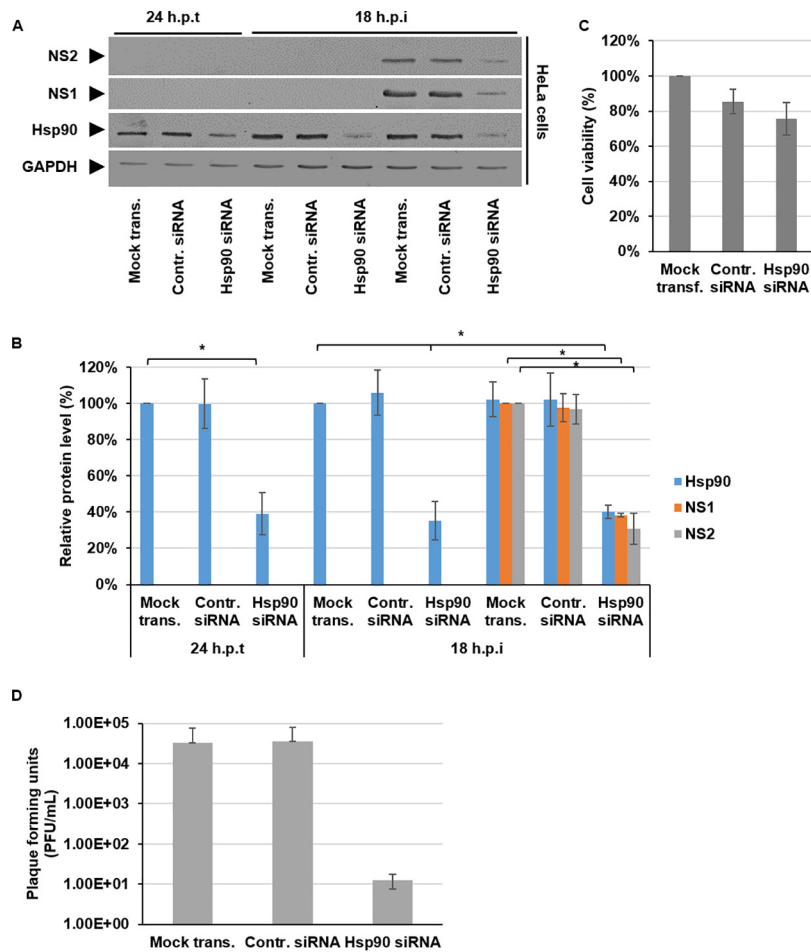 A
24 h.p.t
18 h.p.i
NS2
NS1
Hsp90
GAPDH
HeLa cells
Mock trans.
Contr. siRNA
Hsp90 siRNA
Mock trans.
Contr. siRNA
Hsp90 siRNA
Mock trans.
Contr. siRNA
Hsp90 siRNA
C
Cell viability (%)
120%
100%
80%
60%
40%
20%
0%
Mock Contr. Hsp90
transf. siRNA siRNA
B
Relative protein level (%)
*
*
*
*
120%
100%
80%
60%
40%
20%
0%
Hsp90
NS1
NS2
Mock Contr. Hsp90 Mock Contr. Hsp90 Mock Contr. Hsp90
trans. siRNA siRNA trans. siRNA siRNA trans. siRNA siRNA
24 h.p.t 18 h.p.i
D
Plaque forming units
(PFU/mL)
1.00E+05
1.00E+04
1.00E+03
1.00E+02
1.00E+01
1.00E+00
Mock trans. Contr. siRNA Hsp90 siRNA